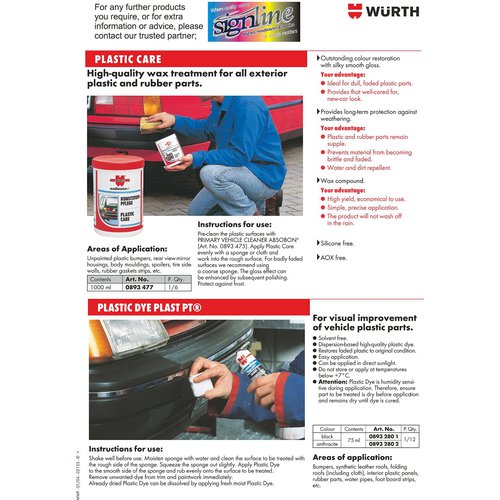 For any further products
you require, or for extra
information or advice, please
contact our trusted partner;
signline
WÜRTH
PLASTIC CARE
High-quality wax treatment for all exterior
plastic and rubber parts.
KUNSTSTOFF
PFLEGE
PLASTIC
CARE
Areas of Application:
Unpainted plastic bumpers, rear view-mirror
housings, body mouldings, spoilers, tire side
walls, rubber gaskets strips, etc.
Contents Art. No. P. Qty.
1000 ml 0893 477 1/6
Instructions for use:
Pre-clean the plastic surfaces with
PRIMARY VEHICLE CLEANER ABSOBON®
(Art. No. 0893 475). Apply Plastic Care
evenly with a sponge or cloth and
work into the rough surface. For badly faded
surfaces we recommend using
a coarse sponge. The gloss effect can
be enhanced by subsequent polishing.
Protect against frost.
Outstanding colour restoration
with silky smooth gloss.
Your advantage:
• Ideal for dull, faded plastic parts.
• Provides that well-cared for,
new-car look.
Provides long-term protection against
weathering.
Your advantage:
• Plastic and rubber parts remain
supple.
• Prevents material from becoming
brittle and faded.
• Water and dirt repellent.
Wax compound.
Your advantage:
• High yield, economical to use.
• Simple, precise application.
• The product will not wash off
in the rain.
Silicone free.
AOX free.
PLASTIC DYE PLAST PT®
Instructions for use:
Shake well before use. Moisten sponge with water and clean the surface to be treated with
the rough side of the sponge. Squeeze the sponge out slightly. Apply Plastic Dye
to the smooth side of the sponge and rub evenly onto the surface to be treated.
Remove unwanted dye from trim and paintwork immediately.
Already dried Plastic Dye can be dissolved by applying fresh moist Plastic Dye.
For visual improvement
of vehicle plastic parts.
• Solvent free.
• Dispersion-based high-quality plastic dye.
• Restores faded plastic to original condition.
• Easy application.
• Can be applied in direct sunlight.
• Do not store or apply at temperatures
below +7°C.
• Attention: Plastic Dye is humidity sensi-
tive during application. Therefore, ensure
part to be treated is dry before application
and remains dry until dye is cured.
Colour Contents Art. No. P. Qty.
black 75 ml 0893 280 1 1/12
anthracite 0893 280 2
Areas of application:
Bumpers, synthetic leather roofs, folding
roofs (including cloth), interior plastic panels,
rubber parts, water pipes, foot board strips,
etc.